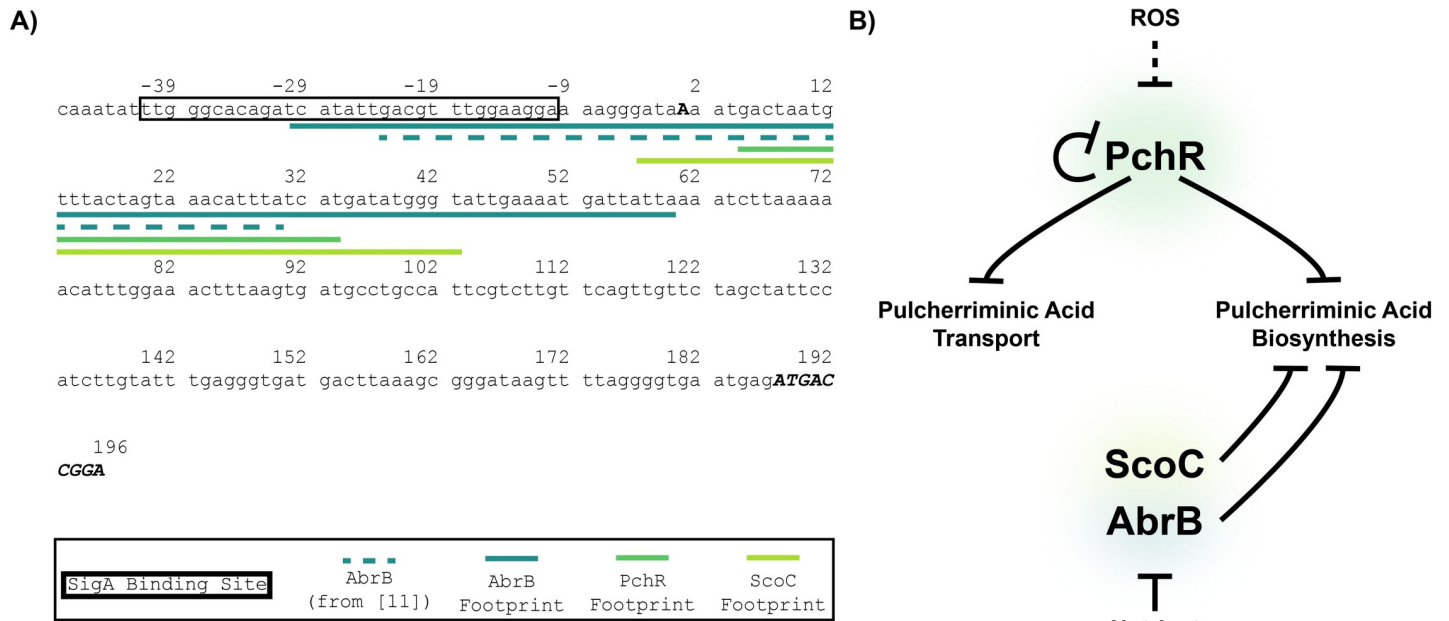 A)
-39 -29 -19 -9 2 12
caaatatttg ggcacagatc atattgacgt ttggaaggaa aagggataAa atgactaatg
22 32 42 52 62 72
tttactagta aacatttatc atgatatggg tattgaaaat gattattaaa atcttaaaaa
82 92 102 112 122 132
acatttggaa actttaagtg atgcctgcca ttcgtcttgt tcagttgttc tagctattcc
142 152 162 172 182 192
atcttgtatt tgagggtgat gacttaaagc gggataagtt ttaggggtga atgagATGAC
196
CGGA
SigA Binding Site
AbrB
(from [11])
AbrB
Footprint
PchR
Footprint
ScoC
Footprint
B)
ROS
PchR
Pulcherriminic Acid
Transport
Pulcherriminic Acid
Biosynthesis
ScoC
AbrB